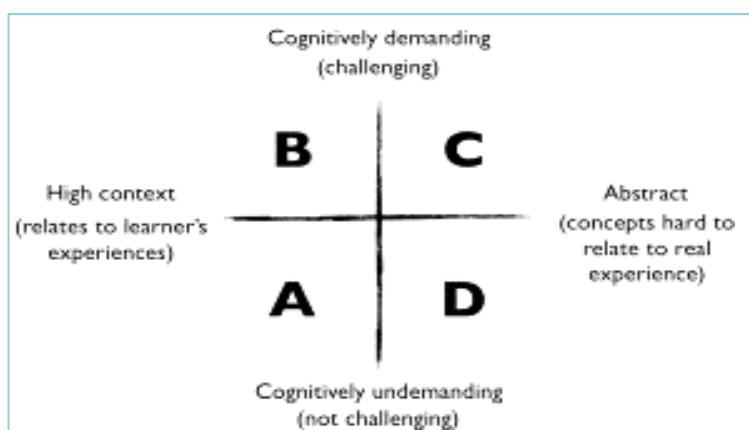 Cognitively demanding
(challenging)
B
C
High context
(relates to learner's
experiences)
Abstract
(concepts hard to
relate to real
experience)
A
D
Cognitively undemanding
(not challenging)